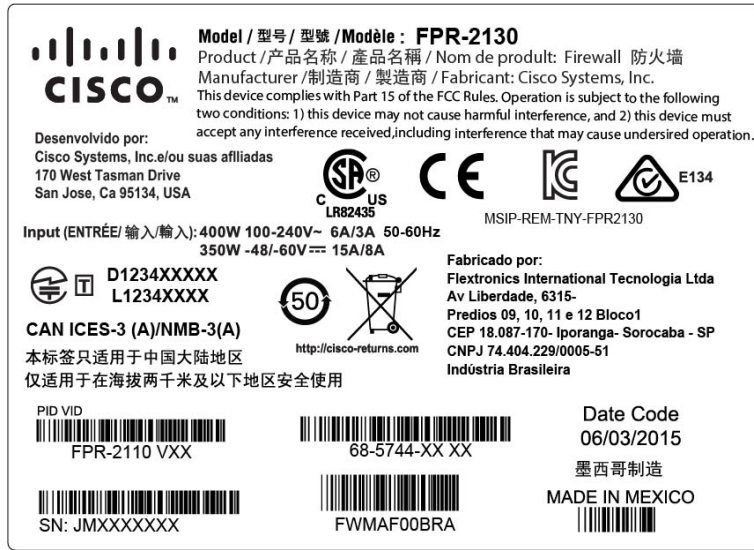 CISCO TM
Model / 型号 / 型號 /Modèle : FPR-2130
Product /产品名称 / 產品名稱 / Nom de prodult: Firewall 防火墙
Manufacturer /制造商 / 製造商 / Fabricant: Cisco Systems, Inc.
This device complies with Part 15 of the FCC Rules. Operation is subject to the following
two conditions: 1) this device may not cause harmful interference, and 2) this device must
accept any interference received,including interference that may cause undersired operation.
Desenvolvido por:
Cisco Systems, Inc.e/ou suas aflliadas
170 West Tasman Drive
San Jose, Ca 95134, USA
C SA ® US
LR82435
CE
KC
E134
MSIP-REM-TNY-FPR2130
Input (ENTRÉE/ 输入/輸入): 400W 100-240V~ 6A/3A 50-60Hz
350W -48/-60V⎓ 15A/8A
T D1234XXXXX
L1234XXXX
50
http://cisco-returns.com
CAN ICES-3 (A)/NMB-3(A)
本标签只适用于中国大陆地区
仅适用于在海拔两千米及以下地区安全使用
Fabricado por:
Flextronics International Tecnologia Ltda
Av Liberdade, 6315-
Predios 09, 10, 11 e 12 Bloco1
CEP 18.087-170- Iporanga- Sorocaba - SP
CNPJ 74.404.229/0005-51
Indústria Brasileira
PID VID
FPR-2110 VXX
68-5744-XX XX
SN: JMXXXXXXX
FWMAF00BRA
Date Code
06/03/2015
墨西哥制造
MADE IN MEXICO